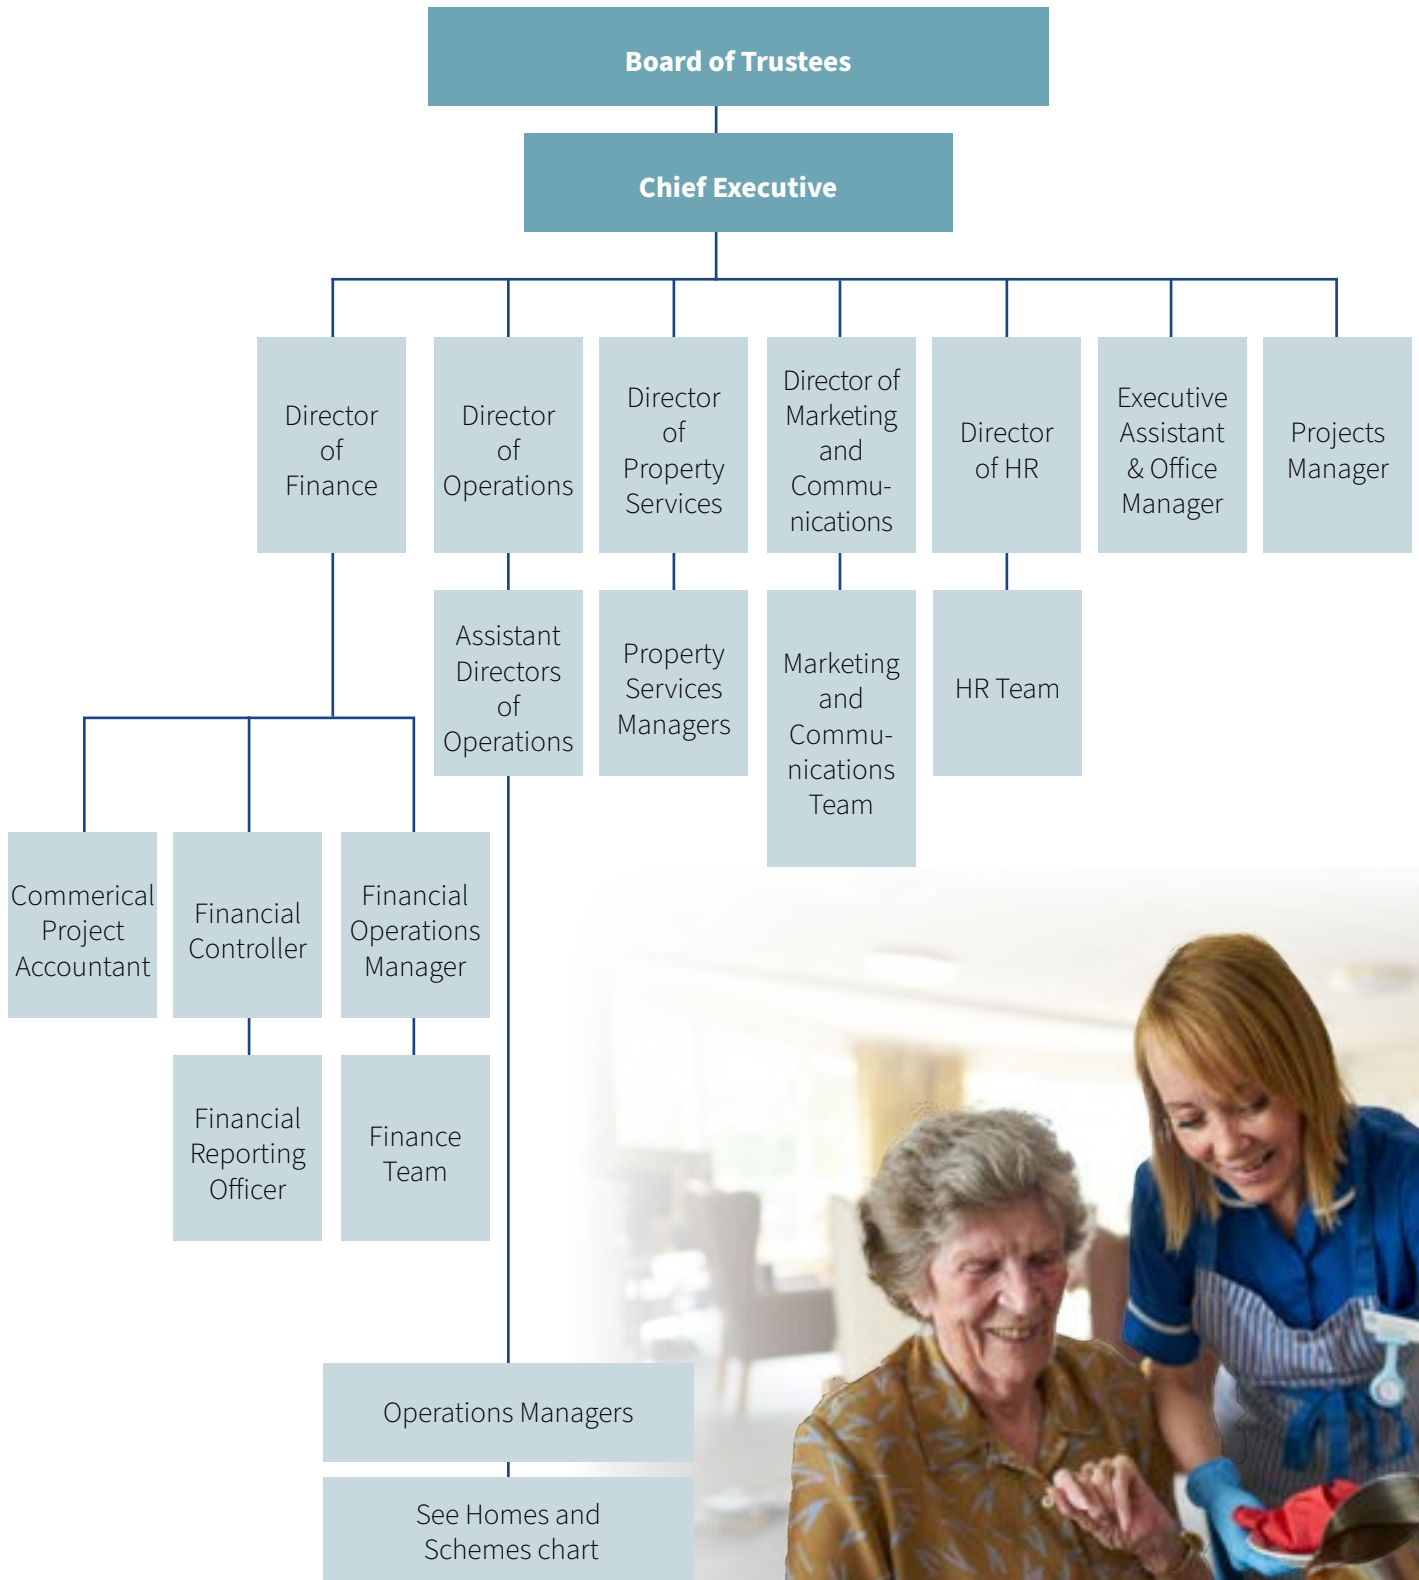 Board of Trustees
Chief Executive
Director
of
Finance
Director
of
Operations
Director
of
Property
Services
Director of
Marketing
and
Commu-
nications
Director
of HR
Executive
Assistant
& Office
Manager
Projects
Manager
Assistant
Directors
of
Operations
Property
Services
Managers
Marketing
and
Commu-
nications
Team
HR Team
Commerical
Project
Accountant
Financial
Controller
Financial
Operations
Manager
Financial
Reporting
Officer
Finance
Team
Operations Managers
See Homes and
Schemes chart